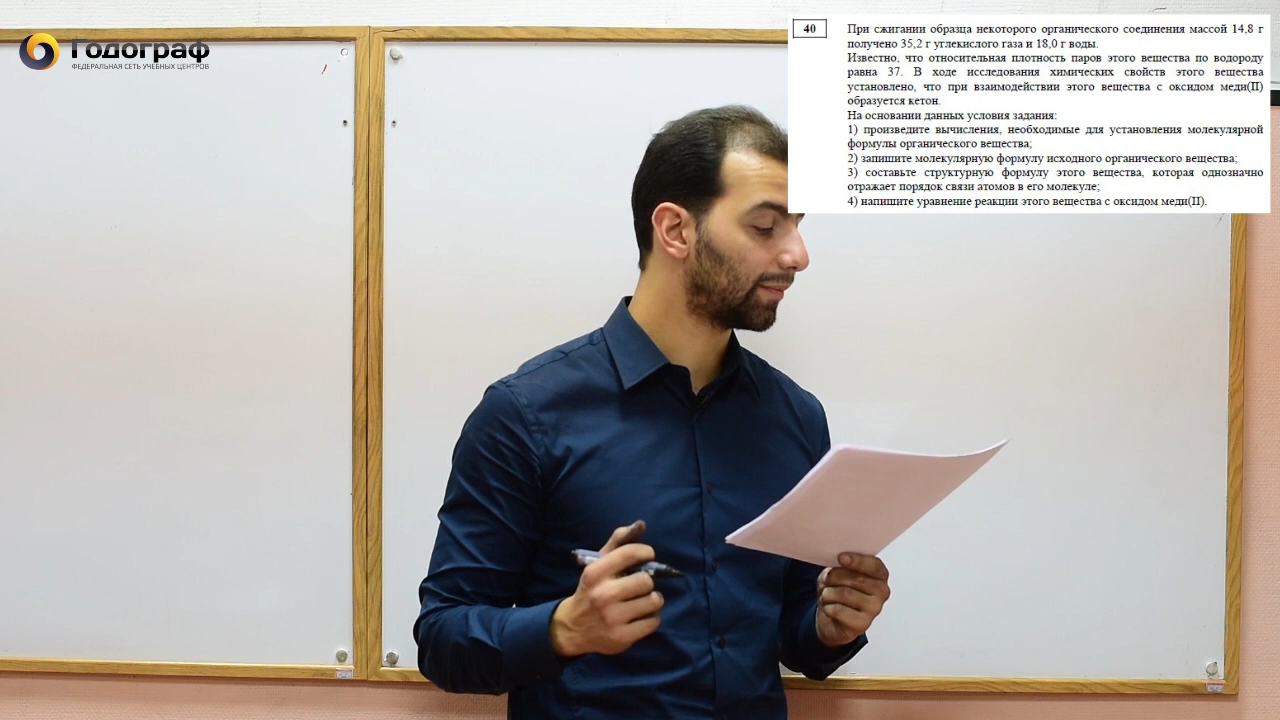 Годограф
ФЕДЕРАЛЬНАЯ СЕТЬ УЧЕБНЫХ ЦЕНТРОВ
40
При сжигании образца некоторого органического соединения массой 14,8 г
получено 35,2 г углекислого газа и 18,0 г воды.
Известно, что относительная плотность паров этого вещества по водороду
равна 37. В ходе исследования химических свойств этого вещества
установлено, что при взаимодействии этого вещества с оксидом меди(II)
образуется кетон.
На основании данных условия задания:
1) произведите вычисления, необходимые для установления молекулярной
формулы органического вещества;
2) запишите молекулярную формулу исходного органического вещества;
3) составьте структурную формулу этого вещества, которая однозначно
отражает порядок связи атомов в его молекуле;
4) напишите уравнение реакции этого вещества с оксидом меди(II).